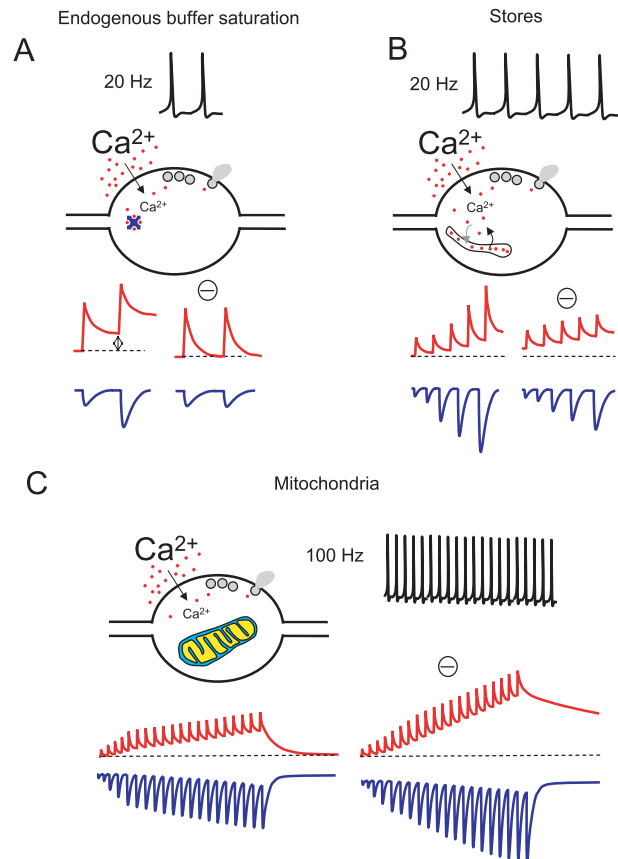 Endogenous buffer saturation
Stores
A
B
20 Hz
20 Hz
Ca²⁺
Ca²⁺
Ca²⁺
Ca²⁺
−
−
C
Mitochondria
Ca²⁺
100 Hz
Ca²⁺
−